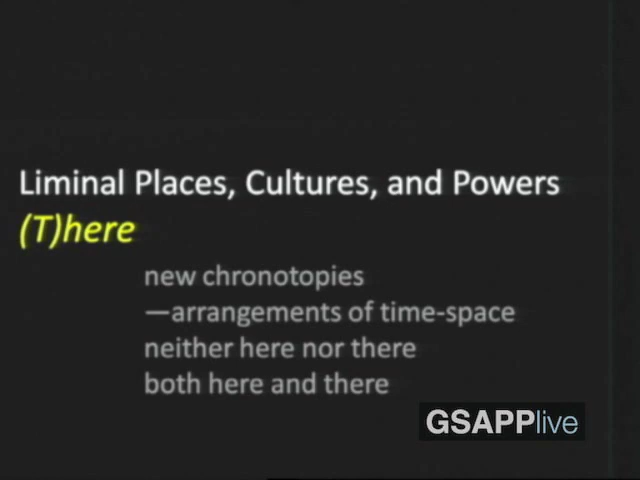 Liminal Places, Cultures, and Powers
(T)here
new chronotopies
—arrangements of time-space
neither here nor there
both here and there
GSAPPlive